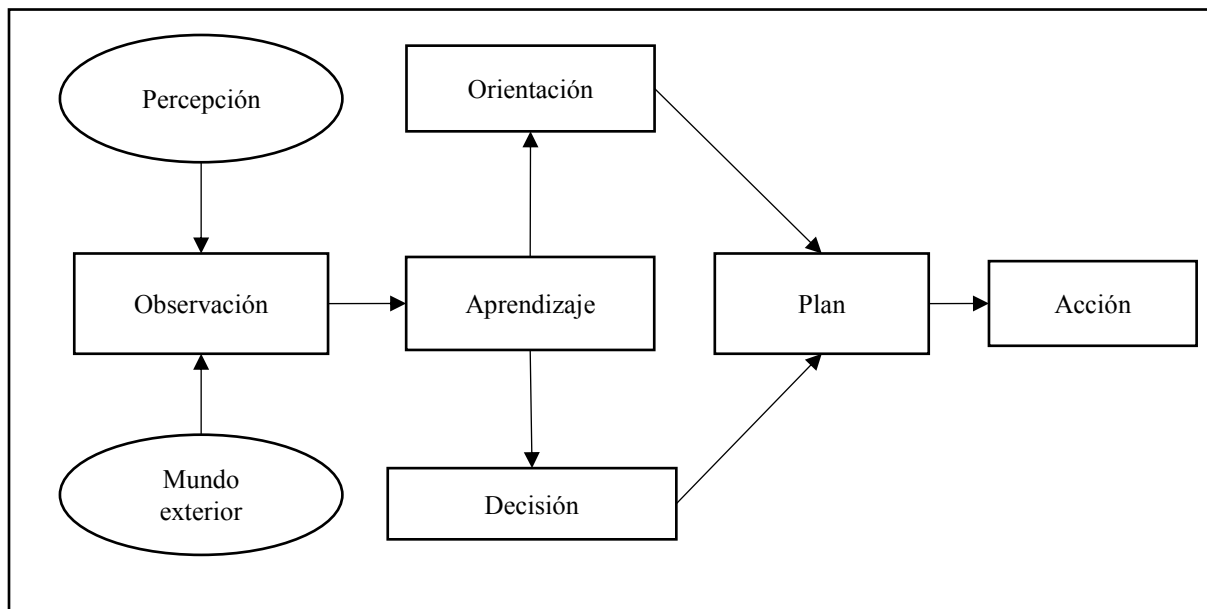 Percepción
Orientación
Observación
Aprendizaje
Plan
Acción
Mundo
exterior
Decisión